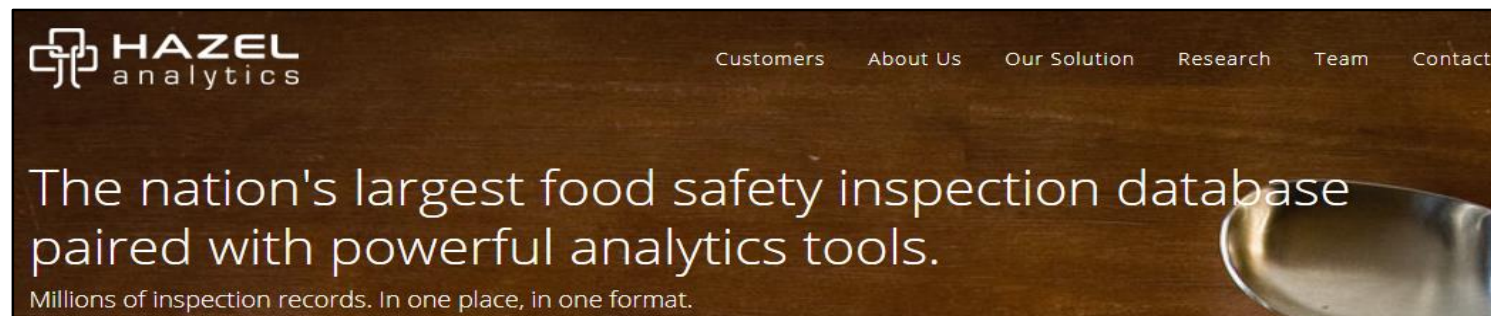 HAZEL
analytics
Customers About Us Our Solution Research Team Contact
The nation's largest food safety inspection database
paired with powerful analytics tools.
Millions of inspection records. In one place, in one format.